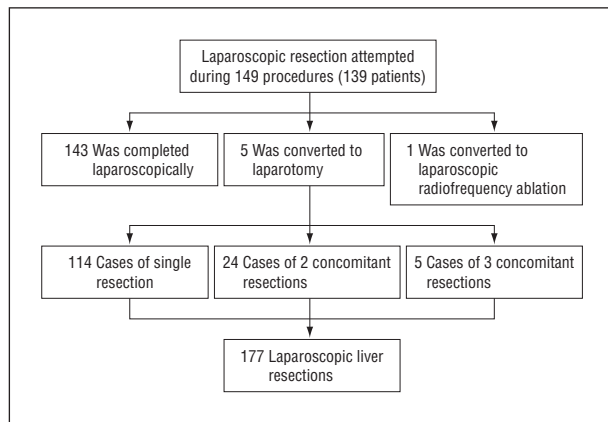 Laparoscopic resection attempted
during 149 procedures (139 patients)
143 Was completed
laparoscopically
5 Was converted to
laparotomy
1 Was converted to
laparoscopic
radiofrequency ablation
114 Cases of single
resection
24 Cases of 2 concomitant
resections
5 Cases of 3 concomitant
resections
177 Laparoscopic liver
resections